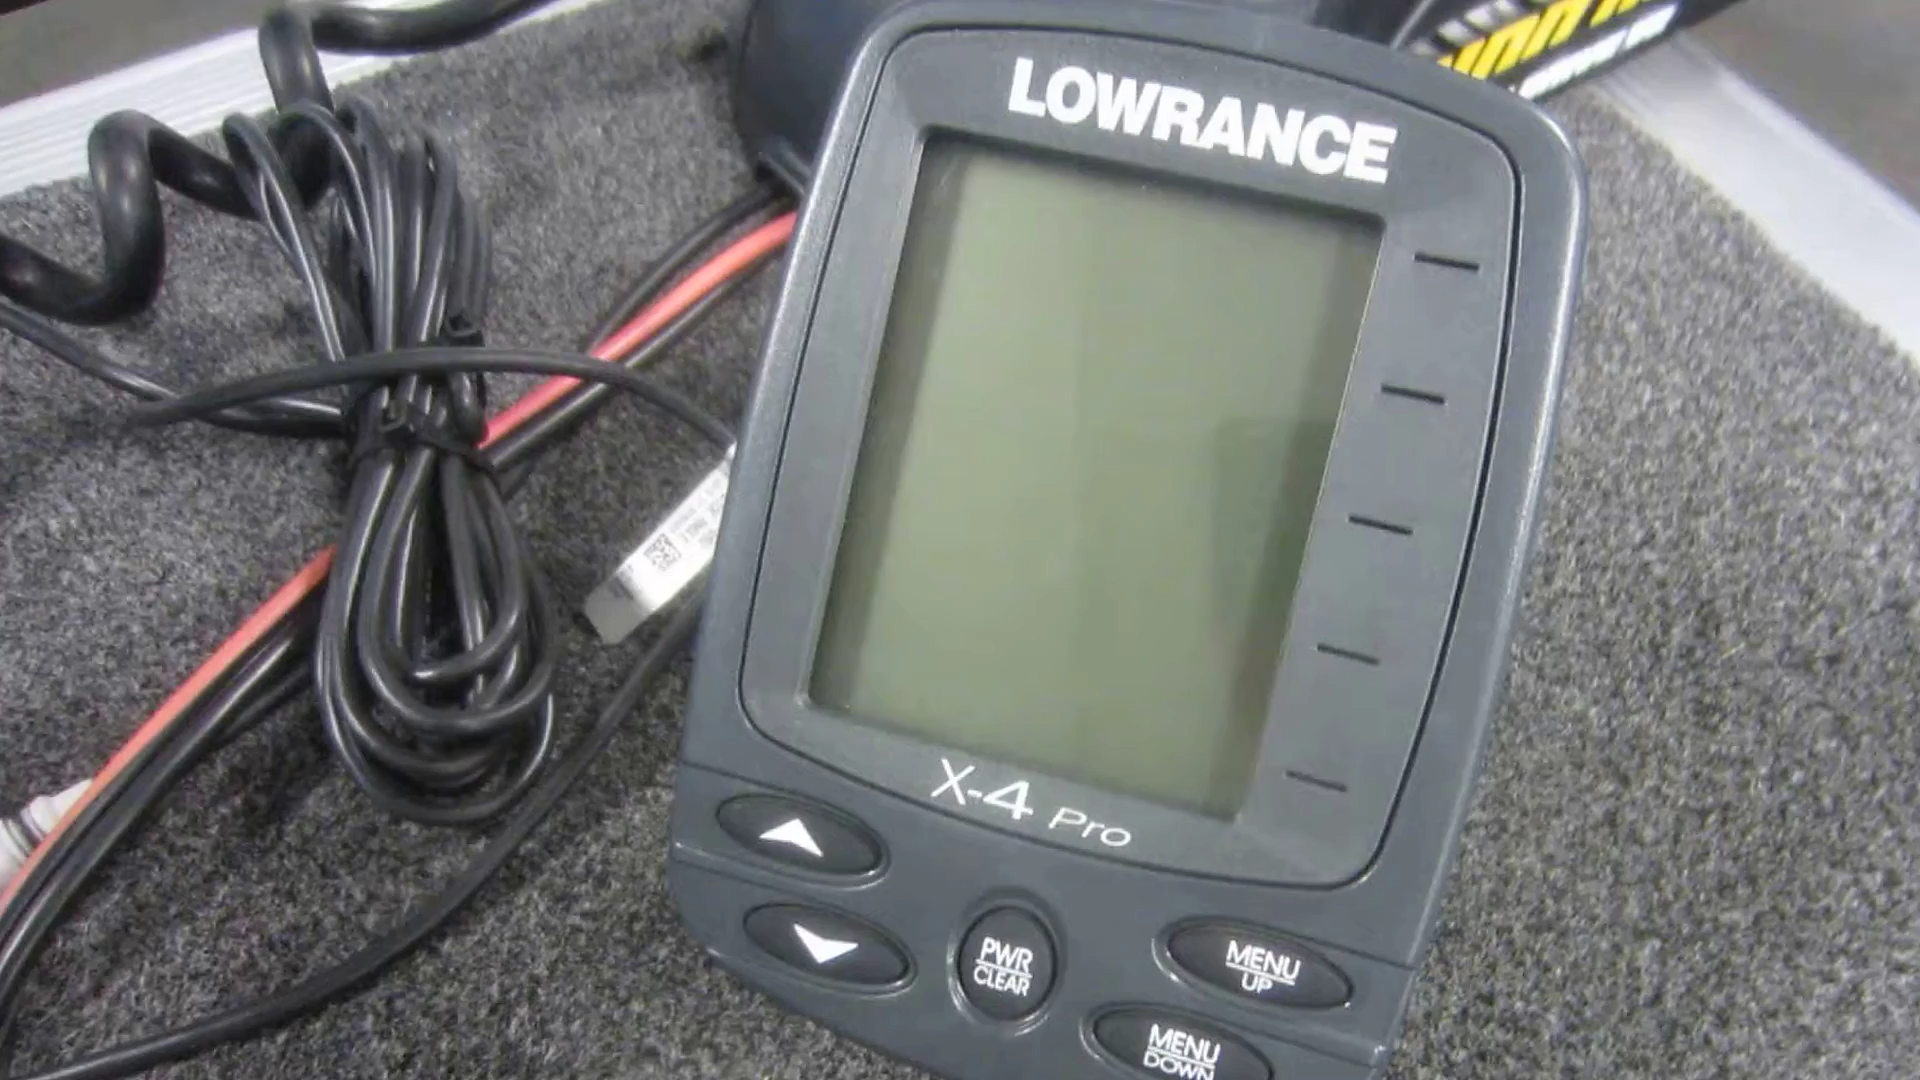 LOWRANCE
X-4 Pro
PWR
CLEAR
MENU
UP
MENU
DOWN